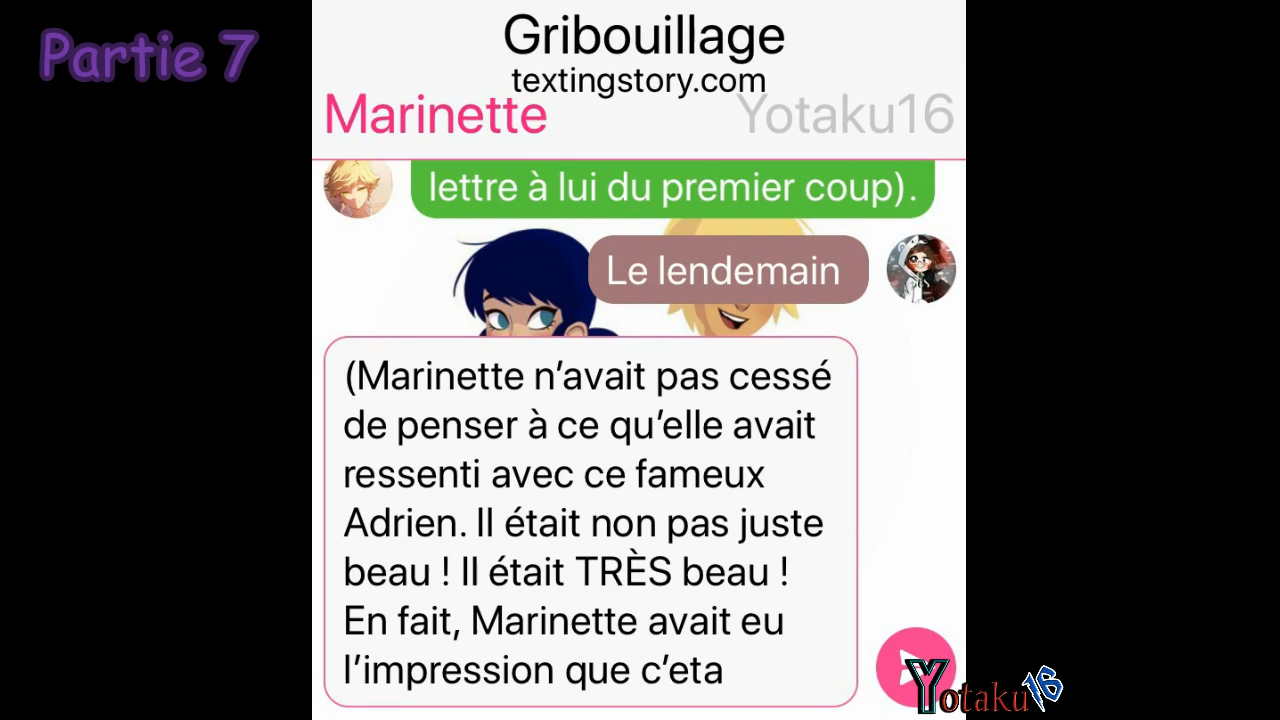 Partie 7
Gribouillage
textingstory.com
Marinette
Yotaku16
lettre à lui du premier coup).
Le lendemain
(Marinette n’avait pas cessé
de penser à ce qu’elle avait
ressenti avec ce fameux
Adrien. Il était non pas juste
beau ! Il était TRÈS beau !
En fait, Marinette avait eu
l’impression que c’eta
Yotaku16